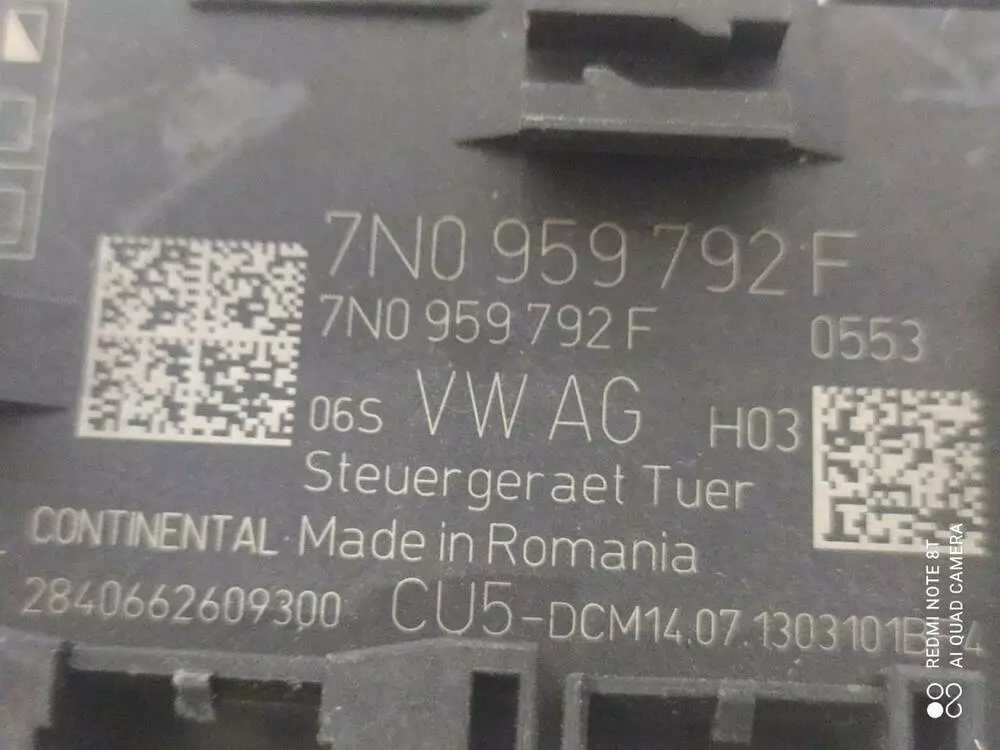 7N0 959 792 F
7N0 959 792 F 0553
06S VW AG H03
Steuergeraet Tuer
CONTINENTAL Made in Romania
2840662609300 CU5-DCM14.07.1303101B
REDMI NOTE 8T
AI QUAD CAMERA